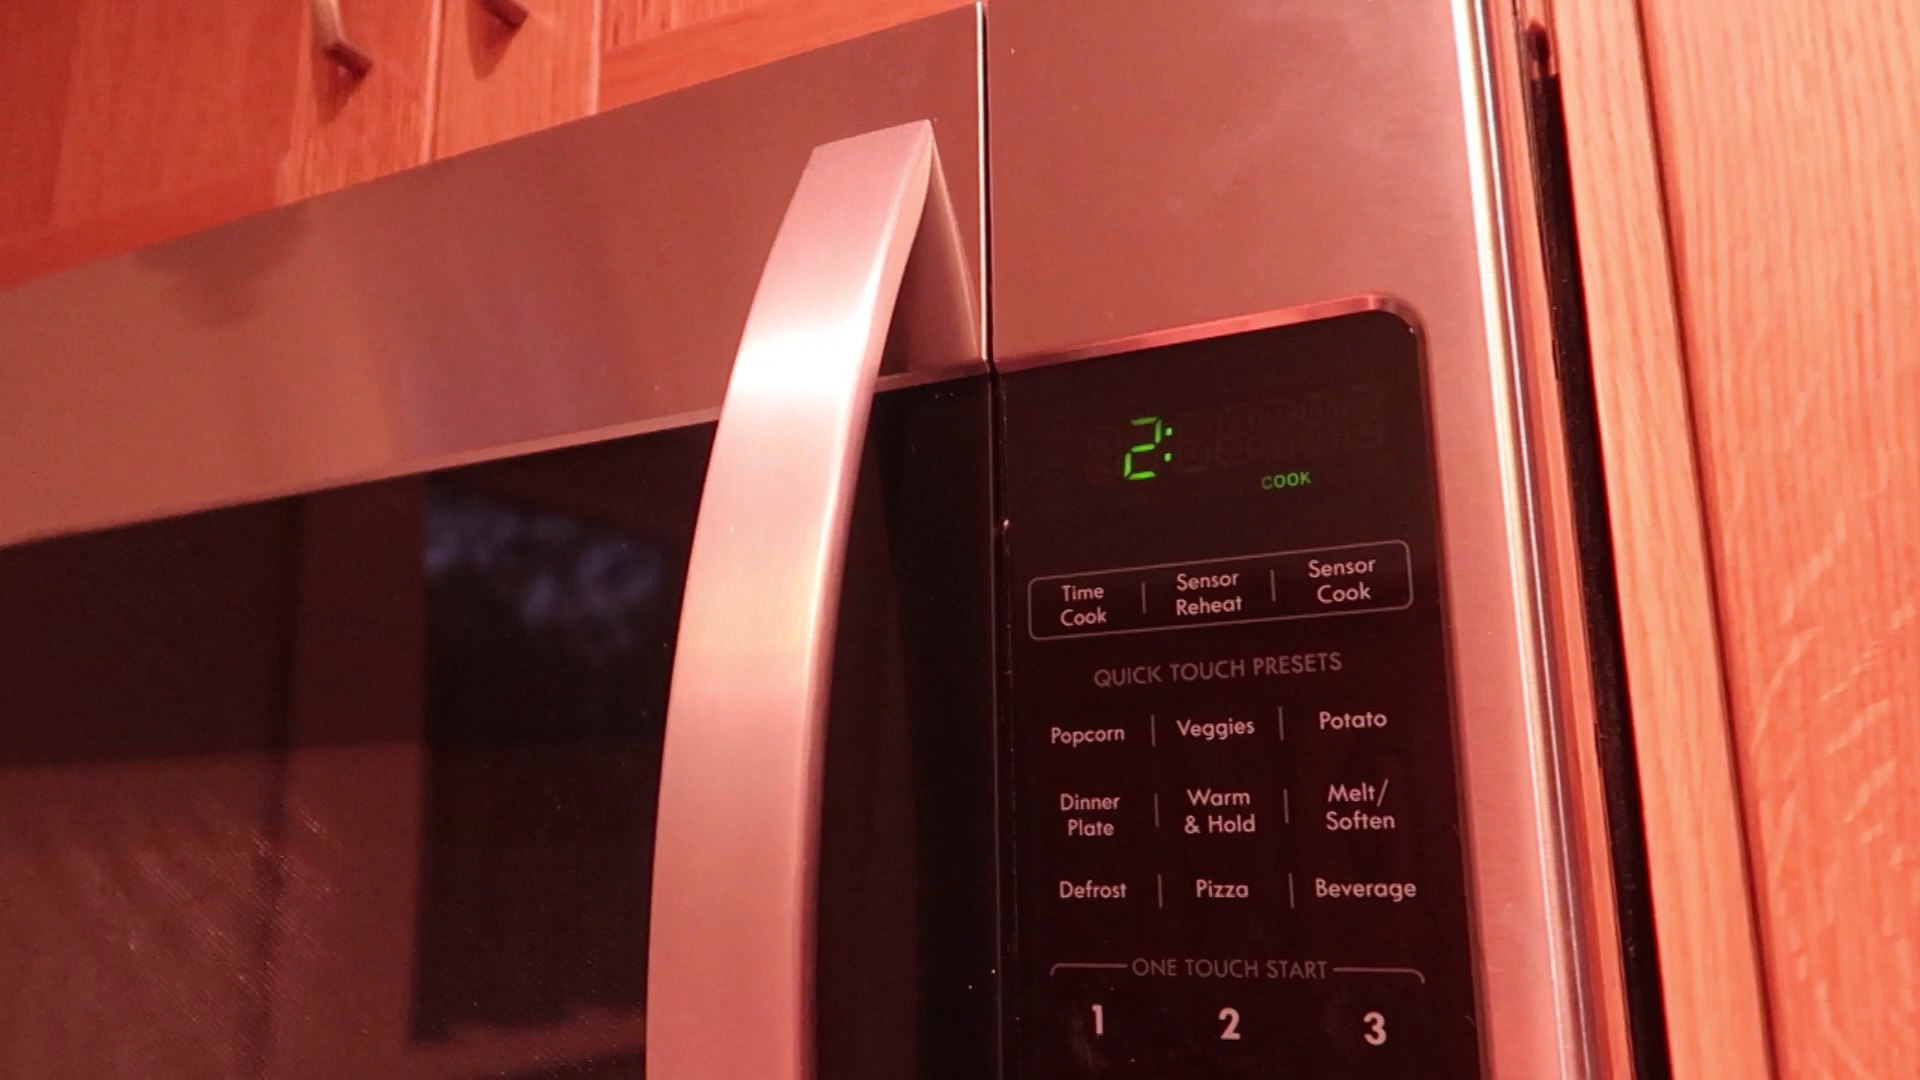 2:
COOK
Time Cook | Sensor Reheat | Sensor Cook
QUICK TOUCH PRESETS
Popcorn | Veggies | Potato
Dinner Plate | Warm & Hold | Melt/ Soften
Defrost | Pizza | Beverage
ONE TOUCH START
1 2 3